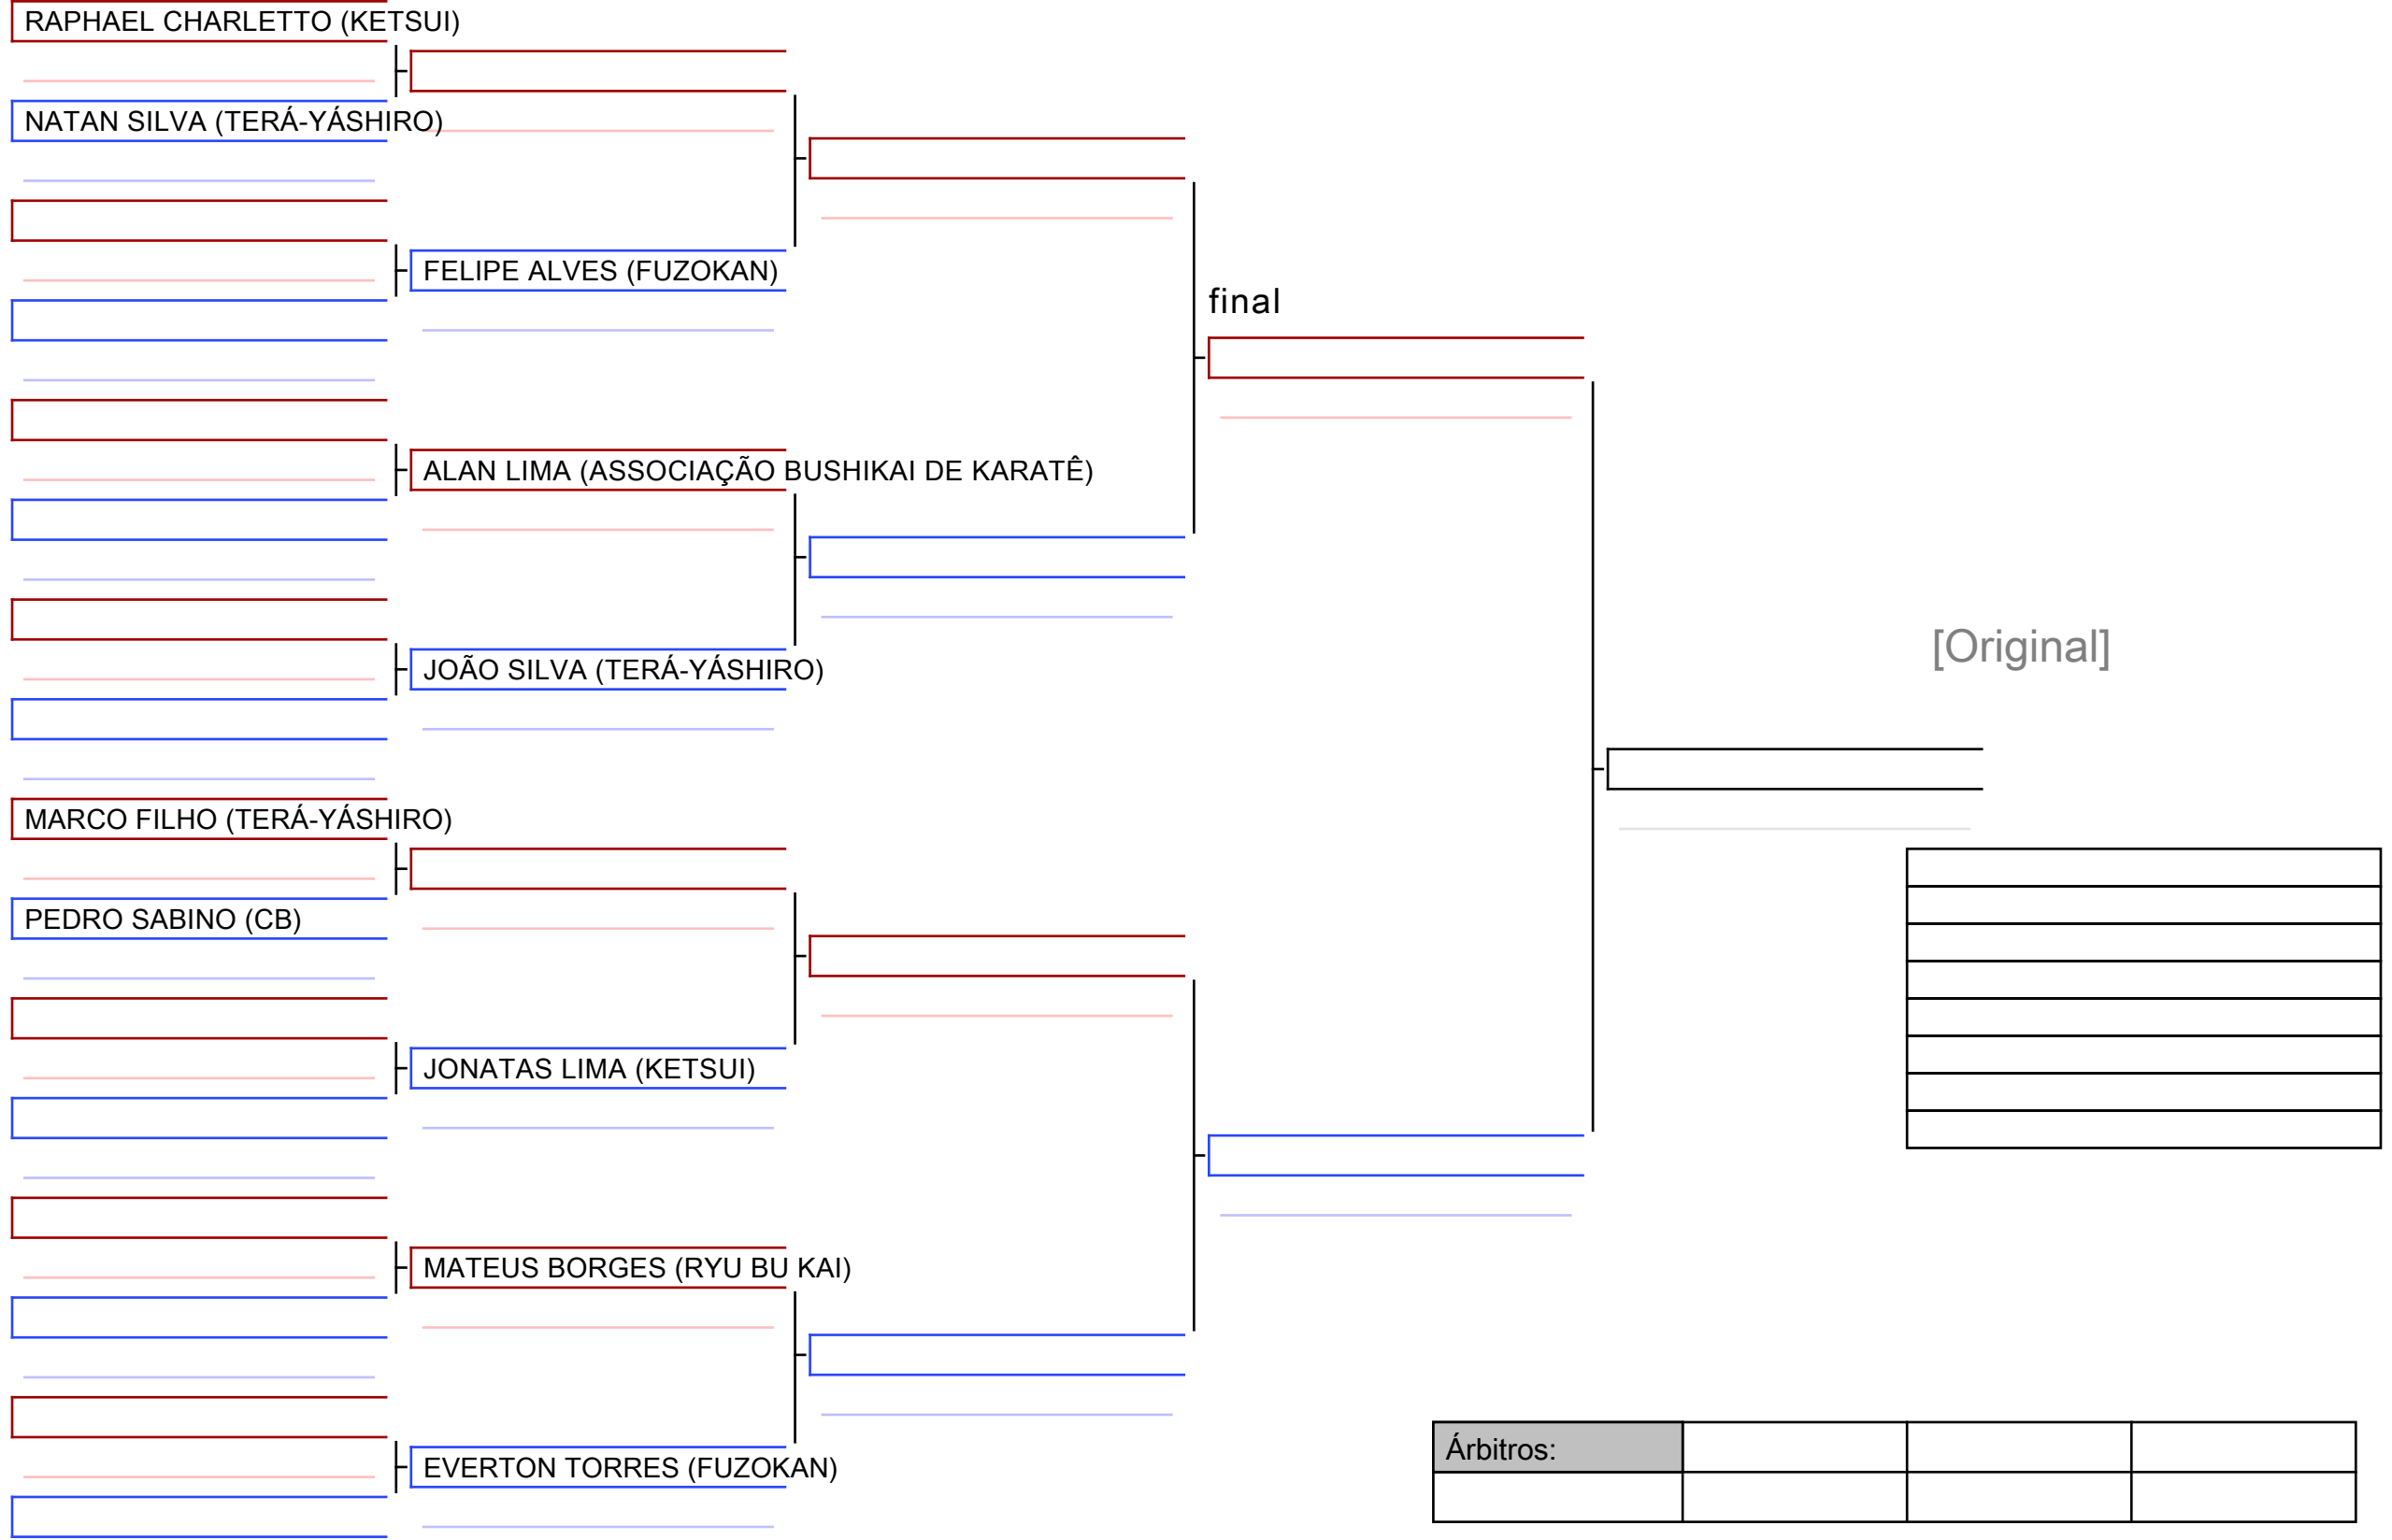 RAPHAEL CHARLETTO (KETSUI)
NATAN SILVA (TERÁ-YÁSHIRO)
FELIPE ALVES (FUZOKAN)
final
ALAN LIMA (ASSOCIAÇÃO BUSHIKAI DE KARATÊ)
[Original]
JOÃO SILVA (TERÁ-YÁSHIRO)
MARCO FILHO (TERÁ-YÁSHIRO)
PEDRO SABINO (CB)
JONATAS LIMA (KETSUI)
MATEUS BORGES (RYU BU KAI)
Árbitros:
EVERTON TORRES (FUZOKAN)